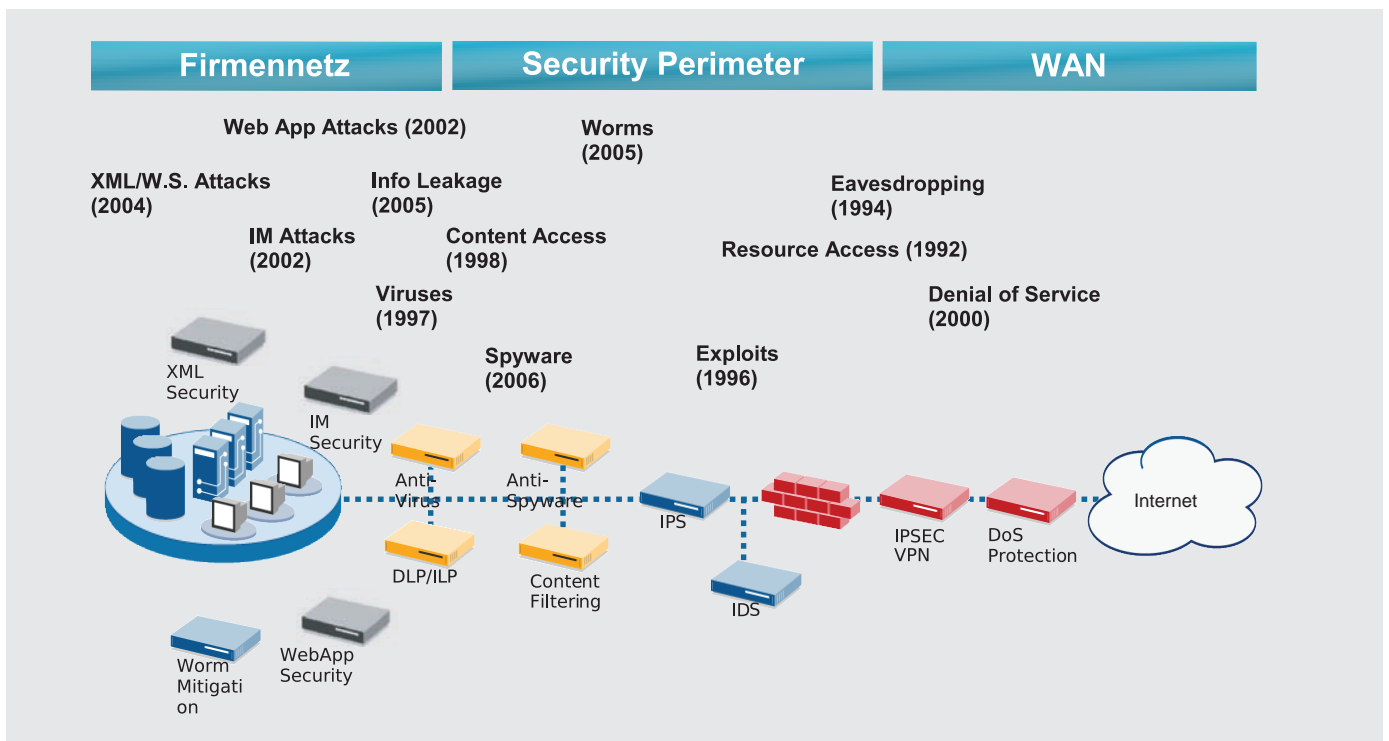 Firmennetz
Security Perimeter
WAN
Web App Attacks (2002)
Worms
(2005)
XML/W.S. Attacks
(2004)
Info Leakage
(2005)
Eavesdropping
(1994)
IM Attacks
(2002)
Content Access
(1998)
Resource Access (1992)
Viruses
(1997)
Denial of Service
(2000)
Spyware
(2006)
Exploits
(1996)
XML
Security
IM
Security
Anti-
Virus
Anti-
Spyware
IPS
IPSEC
VPN
DoS
Protection
Internet
DLP/ILP
Content
Filtering
IDS
Worm
Mitigati
on
WebApp
Security